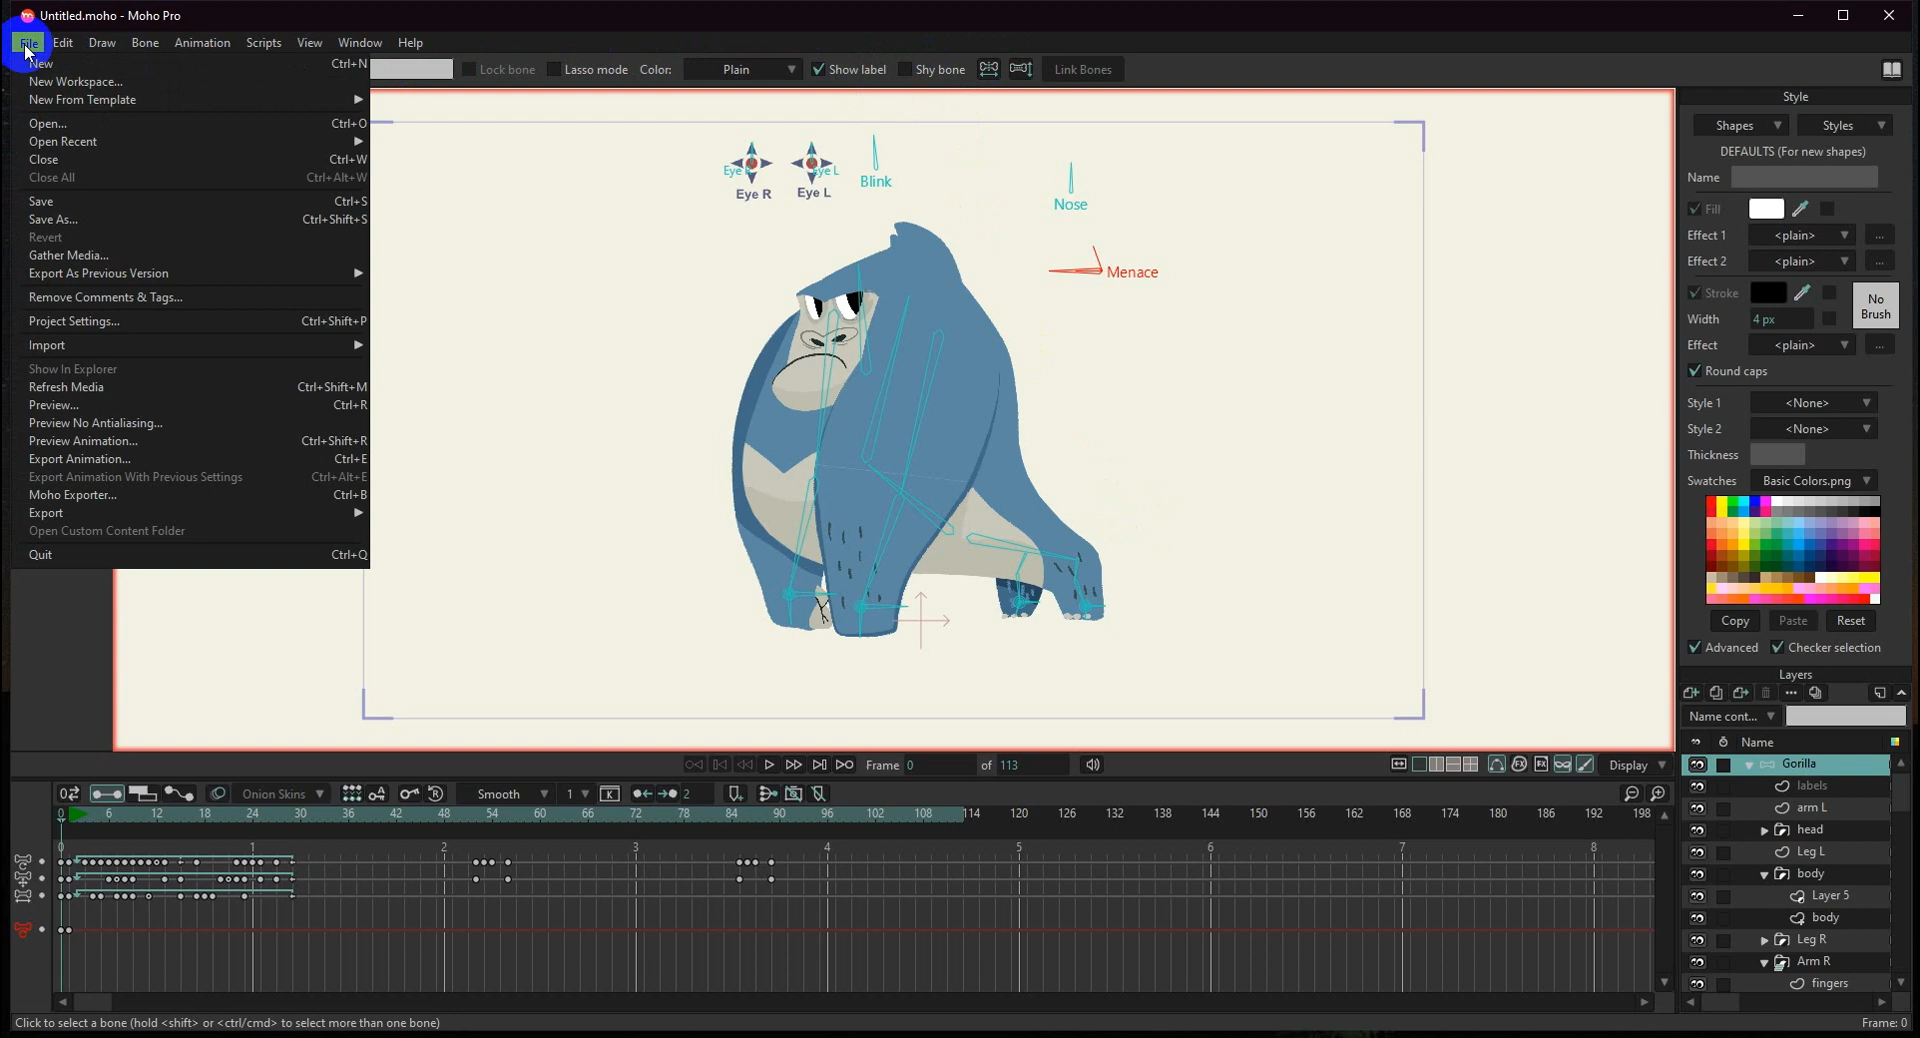 Untitled.moho - Moho Pro
File Edit Draw Bone Animation Scripts View Window Help
Lock bone Lasso mode Color: Plain Show label Shy bone Link Bones
New Ctrl+N
New Workspace...
New From Template
Open... Ctrl+O
Open Recent
Close Ctrl+W
Close All Ctrl+Alt+W
Save Ctrl+S
Save As... Ctrl+Shift+S
Revert
Gather Media...
Export As Previous Version
Remove Comments & Tags...
Project Settings... Ctrl+Shift+P
Import
Show In Explorer
Refresh Media Ctrl+Shift+M
Preview... Ctrl+R
Preview No Antialiasing...
Preview Animation... Ctrl+Shift+R
Export Animation... Ctrl+E
Export Animation With Previous Settings Ctrl+Alt+E
Moho Exporter... Ctrl+B
Export
Open Custom Content Folder
Quit Ctrl+Q
Eye L
Eye R Eye L
Blink
Nose
Menace
Style
Shapes Styles
DEFAULTS (For new shapes)
Name
Fill
Effect 1 <plain> ...
Effect 2 <plain> ...
Stroke No Brush
Width 4 px
Effect <plain> ...
Round caps
Style 1 <None>
Style 2 <None>
Thickness
Swatches Basic Colors.png
Copy Paste Reset
Advanced Checker selection
Layers
Name cont...
Name
Gorilla
labels
arm L
head
Leg L
body
Layer 5
body
Leg R
Arm R
fingers
Frame 0 of 113 Display
Onion Skins Smooth 1 K 2
0 6 12 18 24 30 36 42 48 54 60 66 72 78 84 90 96 102 108 114 120 126 132 138 144 150 156 162 168 174 180 186 192 198
0 1 2 3 4 5 6 7 8
Click to select a bone (hold <shift> or <ctrl/cmd> to select more than one bone) Frame: 0